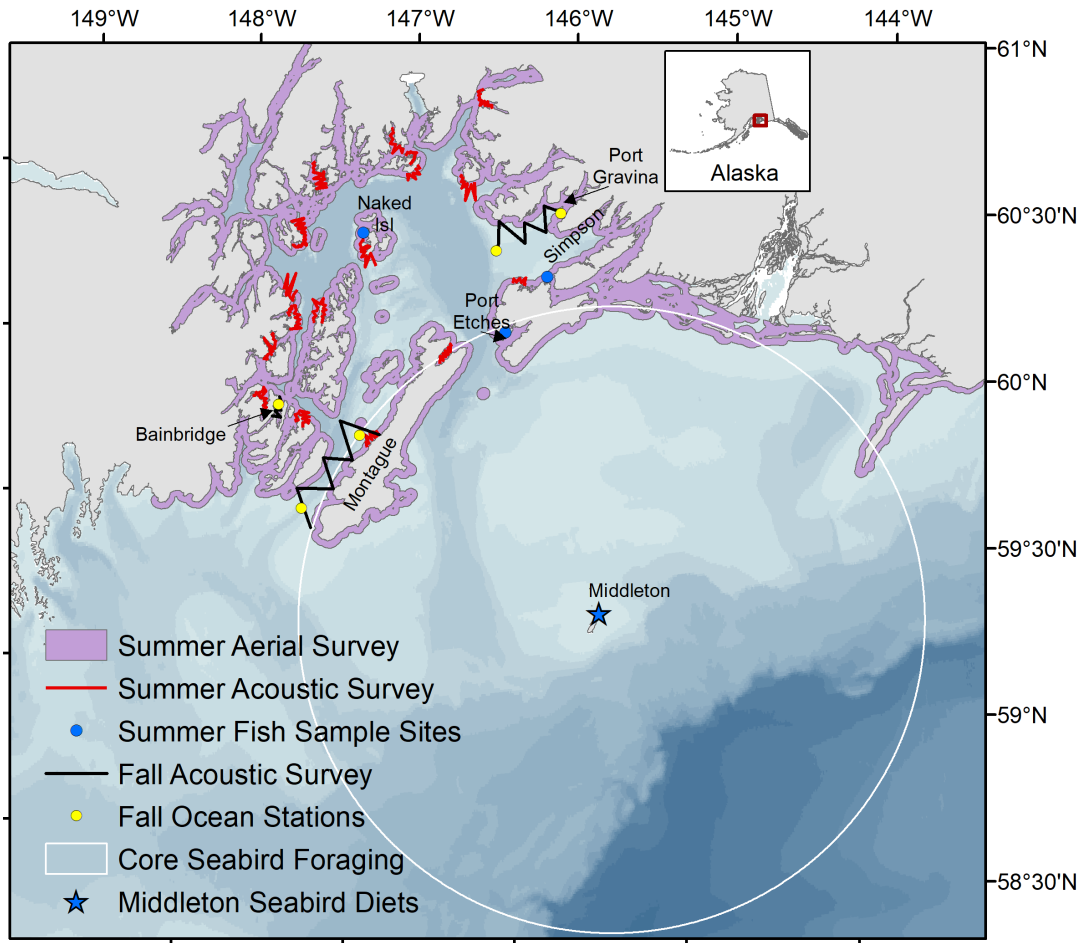 149°W 148°W 147°W 146°W 145°W 144°W
61°N
Alaska
Port
Gravina
60°30'N
Naked
Isl
Simpson
Port
Etches
60°N
Bainbridge
Montague
59°30'N
Middleton
Summer Aerial Survey
Summer Acoustic Survey
59°N
Summer Fish Sample Sites
Fall Acoustic Survey
Fall Ocean Stations
Core Seabird Foraging
58°30'N
Middleton Seabird Diets